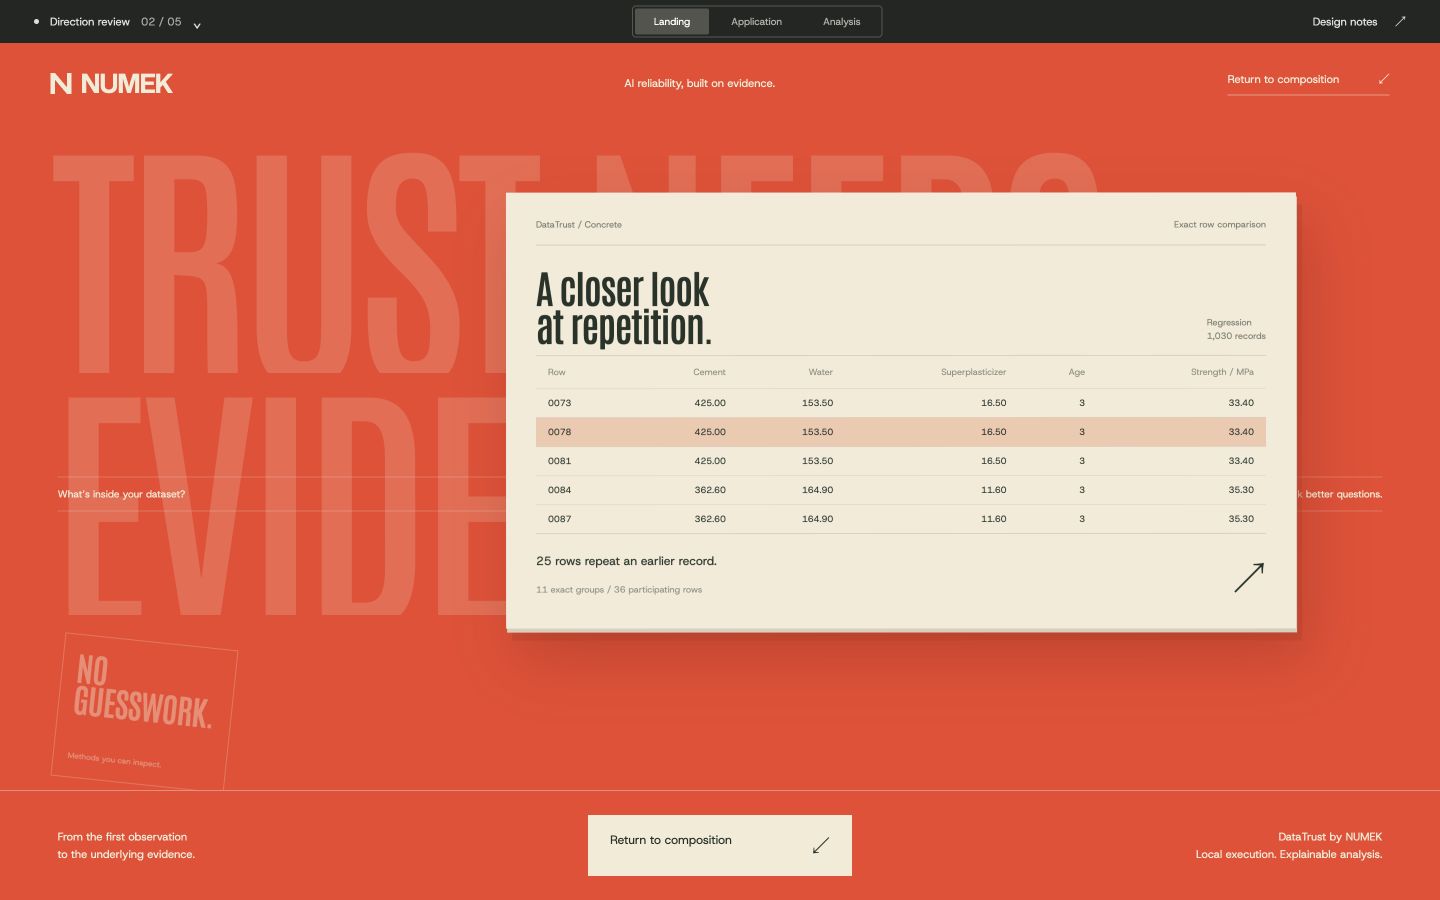 Direction review 02 / 05
Landing Application Analysis
Design notes
N NUMEK
AI reliability, built on evidence.
Return to composition
TRUST NEEDS
DataTrust / Concrete
Exact row comparison
A closer look
at repetition.
Regression
1,030 records
Row Cement Water Superplasticizer Age Strength / MPa
0073 425.00 153.50 16.50 3 33.40
0078 425.00 153.50 16.50 3 33.40
0081 425.00 153.50 16.50 3 33.40
0084 362.60 164.90 11.60 3 35.30
0087 362.60 164.90 11.60 3 35.30
25 rows repeat an earlier record.
11 exact groups / 36 participating rows
EVIDE
What's inside your dataset?
better questions.
NO
GUESSWORK.
Methods you can inspect.
From the first observation
to the underlying evidence.
Return to composition
DataTrust by NUMEK
Local execution. Explainable analysis.